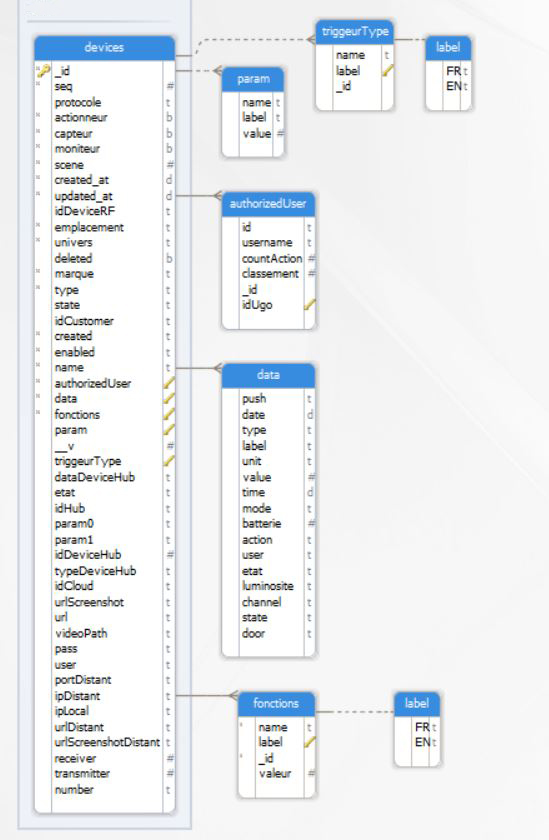 devices
_id
seq #
protocole t
actionneur b
capteur b
moniteur b
scene #
created_at d
updated_at d
idDeviceRF t
emplacement t
univers t
deleted b
marque t
type t
state t
idCustomer t
created t
enabled t
name t
authorizedUser
data
fonctions
param
__v #
triggeurType
dataDeviceHub t
etat t
idHub t
param0 t
param1 t
idDeviceHub #
typeDeviceHub t
idCloud t
urlScreenshot t
url t
videoPath t
pass t
user t
portDistant t
ipDistant t
ipLocal t
urlDistant t
urlScreenshotDistant t
receiver #
transmitter #
number t
param
name t
label t
value #
triggeurType
name t
label
_id
label
FR t
EN t
authorizedUser
id t
username t
countAction #
classement #
_id
idUgo
data
push t
date d
type t
label t
unit t
value #
time d
mode t
batterie #
action t
user t
etat t
luminosite t
channel t
state t
door t
fonctions
name t
label
_id
valeur #
label
FR t
EN t